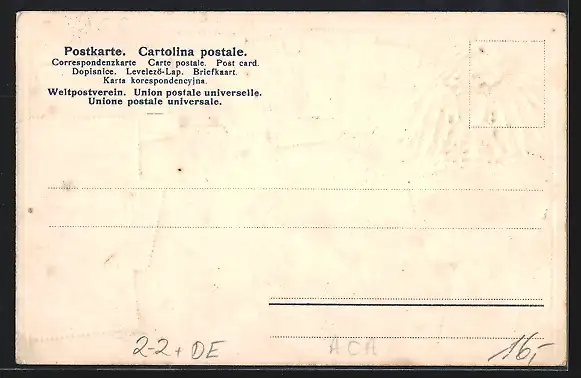 Postkarte. Cartolina postale.
Correspondenzkarte Carte postale. Post card.
Dopisnice. Levelező-Lap. Briefkaart.
Karta korespondencyjna.
Weltpostverein. Union postale universelle.
Unione postale universale.
2-2 + DE
ACA
16,-